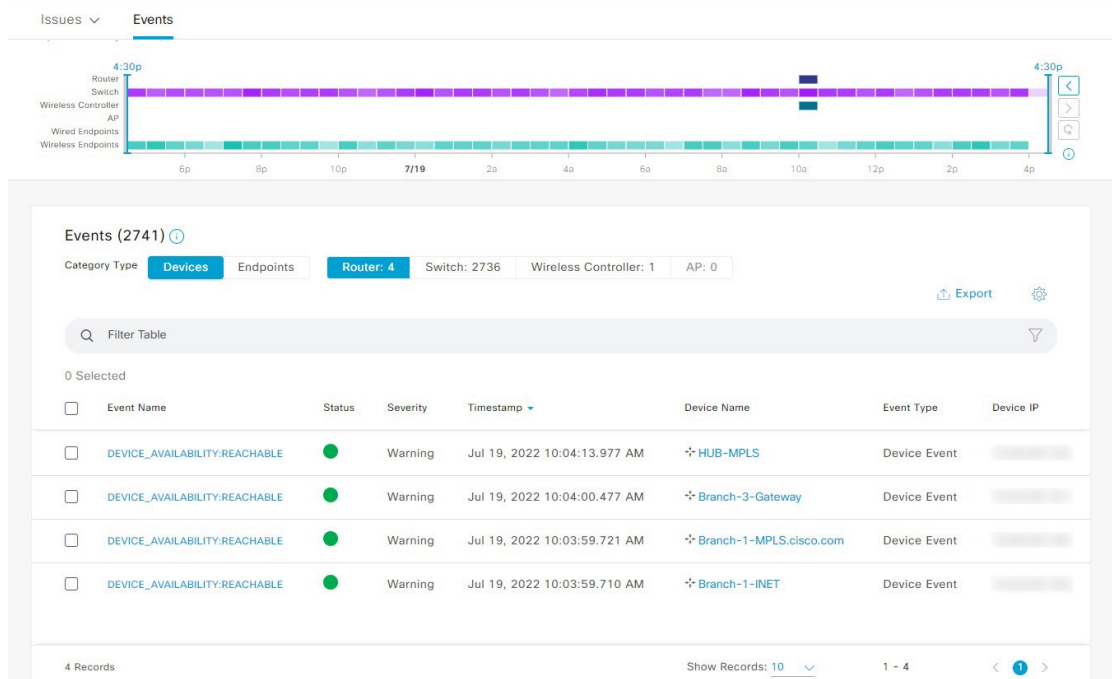 Issues Events
4:30p 4:30p
Router
Switch
Wireless Controller
AP
Wired Endpoints
Wireless Endpoints
6p 8p 10p 7/19 2a 4a 6a 8a 10a 12p 2p 4p
Events (2741)
Category Type Devices Endpoints Router: 4 Switch: 2736 Wireless Controller: 1 AP: 0
Export
Filter Table
0 Selected
Event Name Status Severity Timestamp Device Name Event Type Device IP
DEVICE_AVAILABILITY:REACHABLE Warning Jul 19, 2022 10:04:13.977 AM HUB-MPLS Device Event
DEVICE_AVAILABILITY:REACHABLE Warning Jul 19, 2022 10:04:00.477 AM Branch-3-Gateway Device Event
DEVICE_AVAILABILITY:REACHABLE Warning Jul 19, 2022 10:03:59.721 AM Branch-1-MPLS.cisco.com Device Event
DEVICE_AVAILABILITY:REACHABLE Warning Jul 19, 2022 10:03:59.710 AM Branch-1-INET Device Event
4 Records Show Records: 10 1 - 4 1